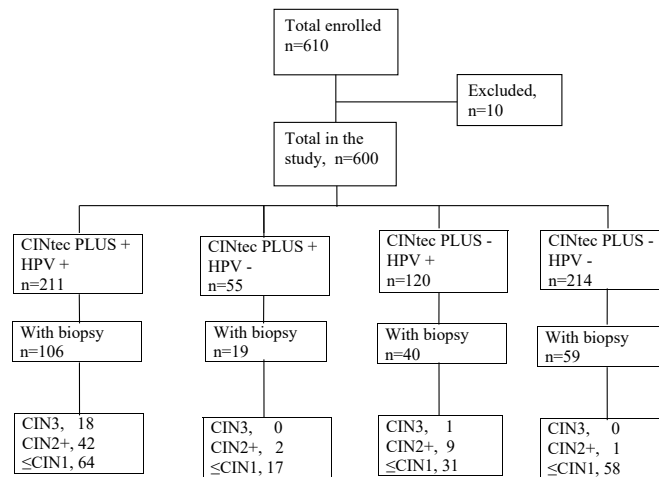 Total enrolled
n=610
Excluded,
n=10
Total in the
study, n=600
CINtec PLUS +
HPV +
n=211
CINtec PLUS +
HPV -
n=55
CINtec PLUS -
HPV +
n=120
CINtec PLUS -
HPV -
n=214
With biopsy
n=106
With biopsy
n=19
With biopsy
n=40
With biopsy
n=59
CIN3, 18
CIN2+, 42
≤CIN1, 64
CIN3, 0
CIN2+, 2
≤CIN1, 17
CIN3, 1
CIN2+, 9
≤CIN1, 31
CIN3, 0
CIN2+, 1
≤CIN1, 58